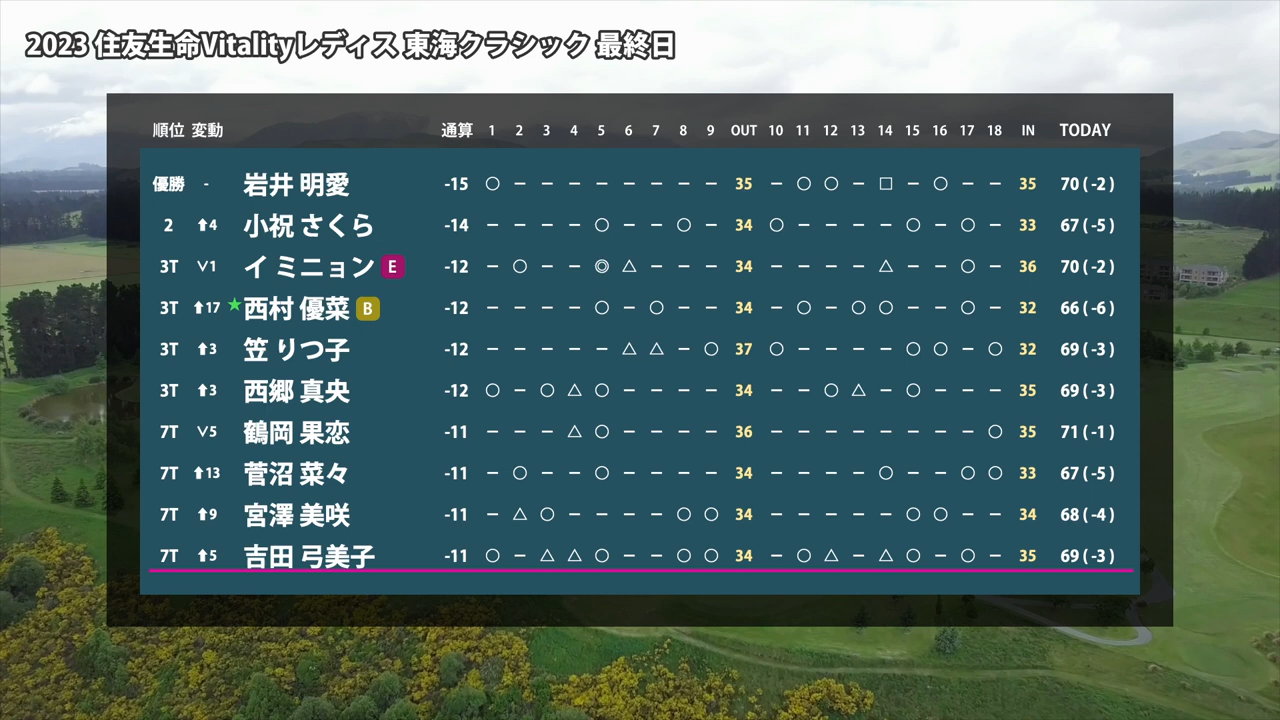 2023 住友生命Vitalityレディス 東海クラシック 最終日
順位 変動 通算 1 2 3 4 5 6 7 8 9 OUT 10 11 12 13 14 15 16 17 18 IN TODAY
優勝 - 岩井 明愛 -15 ○ － － － － － － － － 35 － ○ ○ － □ － ○ － － 35 70 ( -2 )
2 ⬆4 小祝 さくら -14 － － － － ○ － － ○ － 34 ○ － － － － ○ － ○ － 33 67 ( -5 )
3T ∨1 イ ミニョン E -12 － ○ － － ◎ △ － － － 34 － － － － △ － － ○ － 36 70 ( -2 )
3T ⬆17 ★西村 優菜 B -12 － － － － ○ － ○ － － 34 － ○ － ○ ○ － － ○ － 32 66 ( -6 )
3T ⬆3 笠 りつ子 -12 － － － － － △ △ － ○ 37 ○ － － － － ○ ○ － ○ 32 69 ( -3 )
3T ⬆3 西郷 真央 -12 ○ － ○ △ ○ － － － － 34 － － ○ △ － ○ － － － 35 69 ( -3 )
7T ∨5 鶴岡 果恋 -11 － － － △ ○ － － － － 36 － － － － － － － － ○ 35 71 ( -1 )
7T ⬆13 菅沼 菜々 -11 － ○ － － ○ － － － － 34 － － － － ○ － － ○ ○ 33 67 ( -5 )
7T ⬆9 宮澤 美咲 -11 － △ ○ － － － － ○ ○ 34 － － － － － ○ ○ － － 34 68 ( -4 )
7T ⬆5 吉田 弓美子 -11 ○ － △ △ ○ － － ○ ○ 34 － ○ △ － △ ○ － ○ － 35 69 ( -3 )